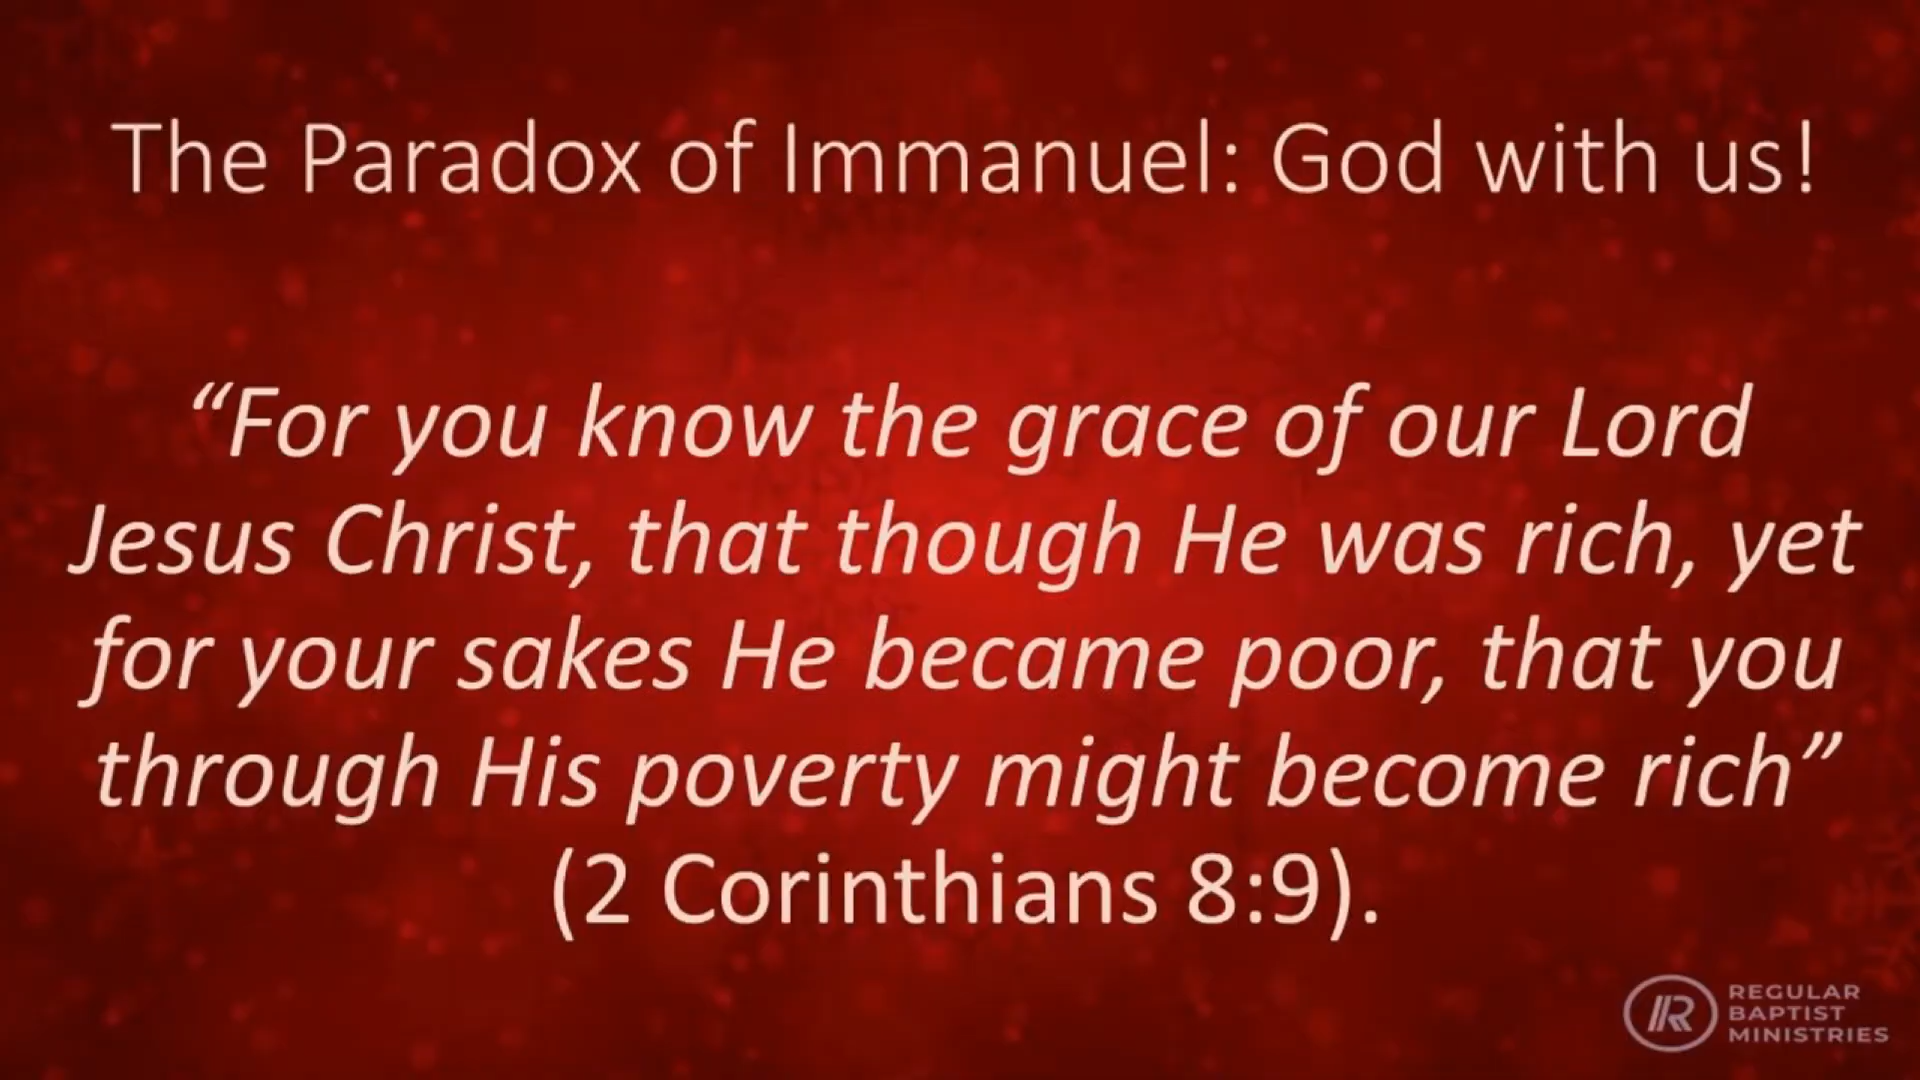 The Paradox of Immanuel: God with us!
“For you know the grace of our Lord
Jesus Christ, that though He was rich, yet
for your sakes He became poor, that you
through His poverty might become rich”
(2 Corinthians 8:9).
REGULAR
BAPTIST
MINISTRIES